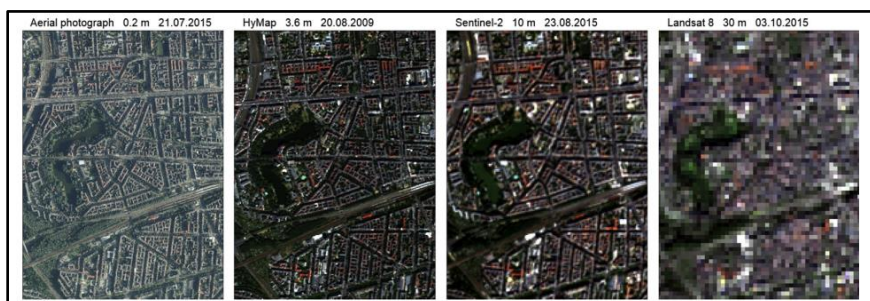 Aerial photograph 0.2 m 21.07.2015
HyMap 3.6 m 20.08.2009
Sentinel-2 10 m 23.08.2015
Landsat 8 30 m 03.10.2015